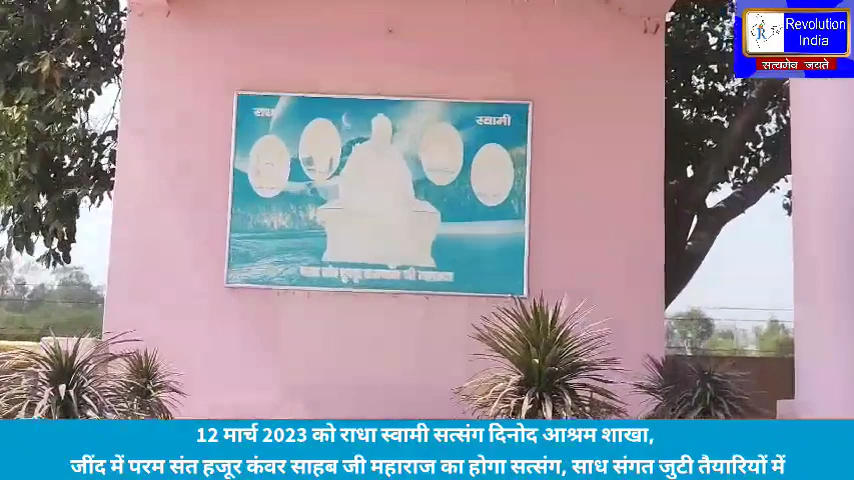 Revolution
India
सत्यमेव जयते
राधा
स्वामी
12 मार्च 2023 को राधा स्वामी सत्संग दिनोद आश्रम शाखा,
जींद में परम संत हजूर कंवर साहब जी महाराज का होगा सत्संग, साध संगत जुटी तैयारियों में